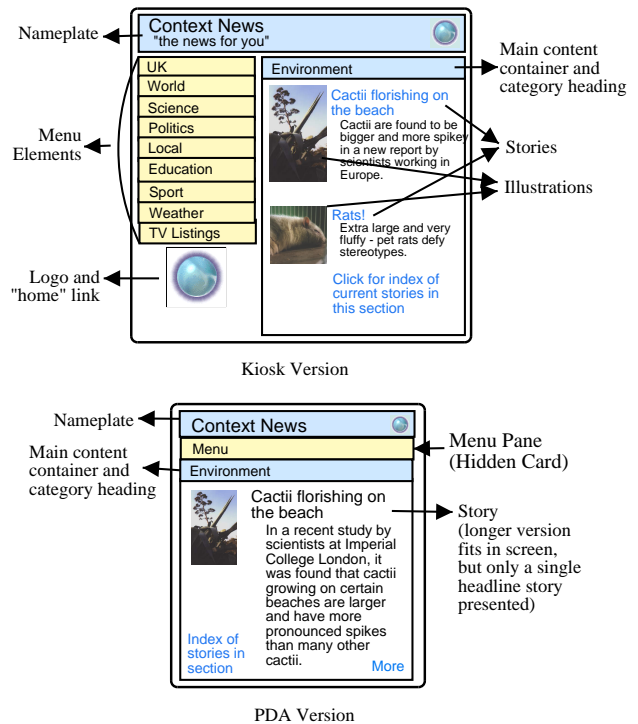 Nameplate
Context News
"the news for you"
Main content
container and
category heading
UK
World
Science
Politics
Local
Education
Sport
Weather
TV Listings
Menu
Elements
Environment
Cactii florishing on
the beach
Cactii are found to be
bigger and more spikey
in a new report by
scientists working in
Europe.
Stories
Illustrations
Rats!
Extra large and very
fluffy - pet rats defy
stereotypes.
Click for index of
current stories in
this section
Logo and
"home" link
Kiosk Version
Nameplate
Context News
Menu
Menu Pane
(Hidden Card)
Main content
container and
category heading
Environment
Cactii florishing on
the beach
In a recent study by
scientists at Imperial
College London, it
was found that cactii
growing on certain
beaches are larger
and have more
pronounced spikes
than many other
cactii.
Story
(longer version
fits in screen,
but only a single
headline story
presented)
Index of
stories in
section
More
PDA Version